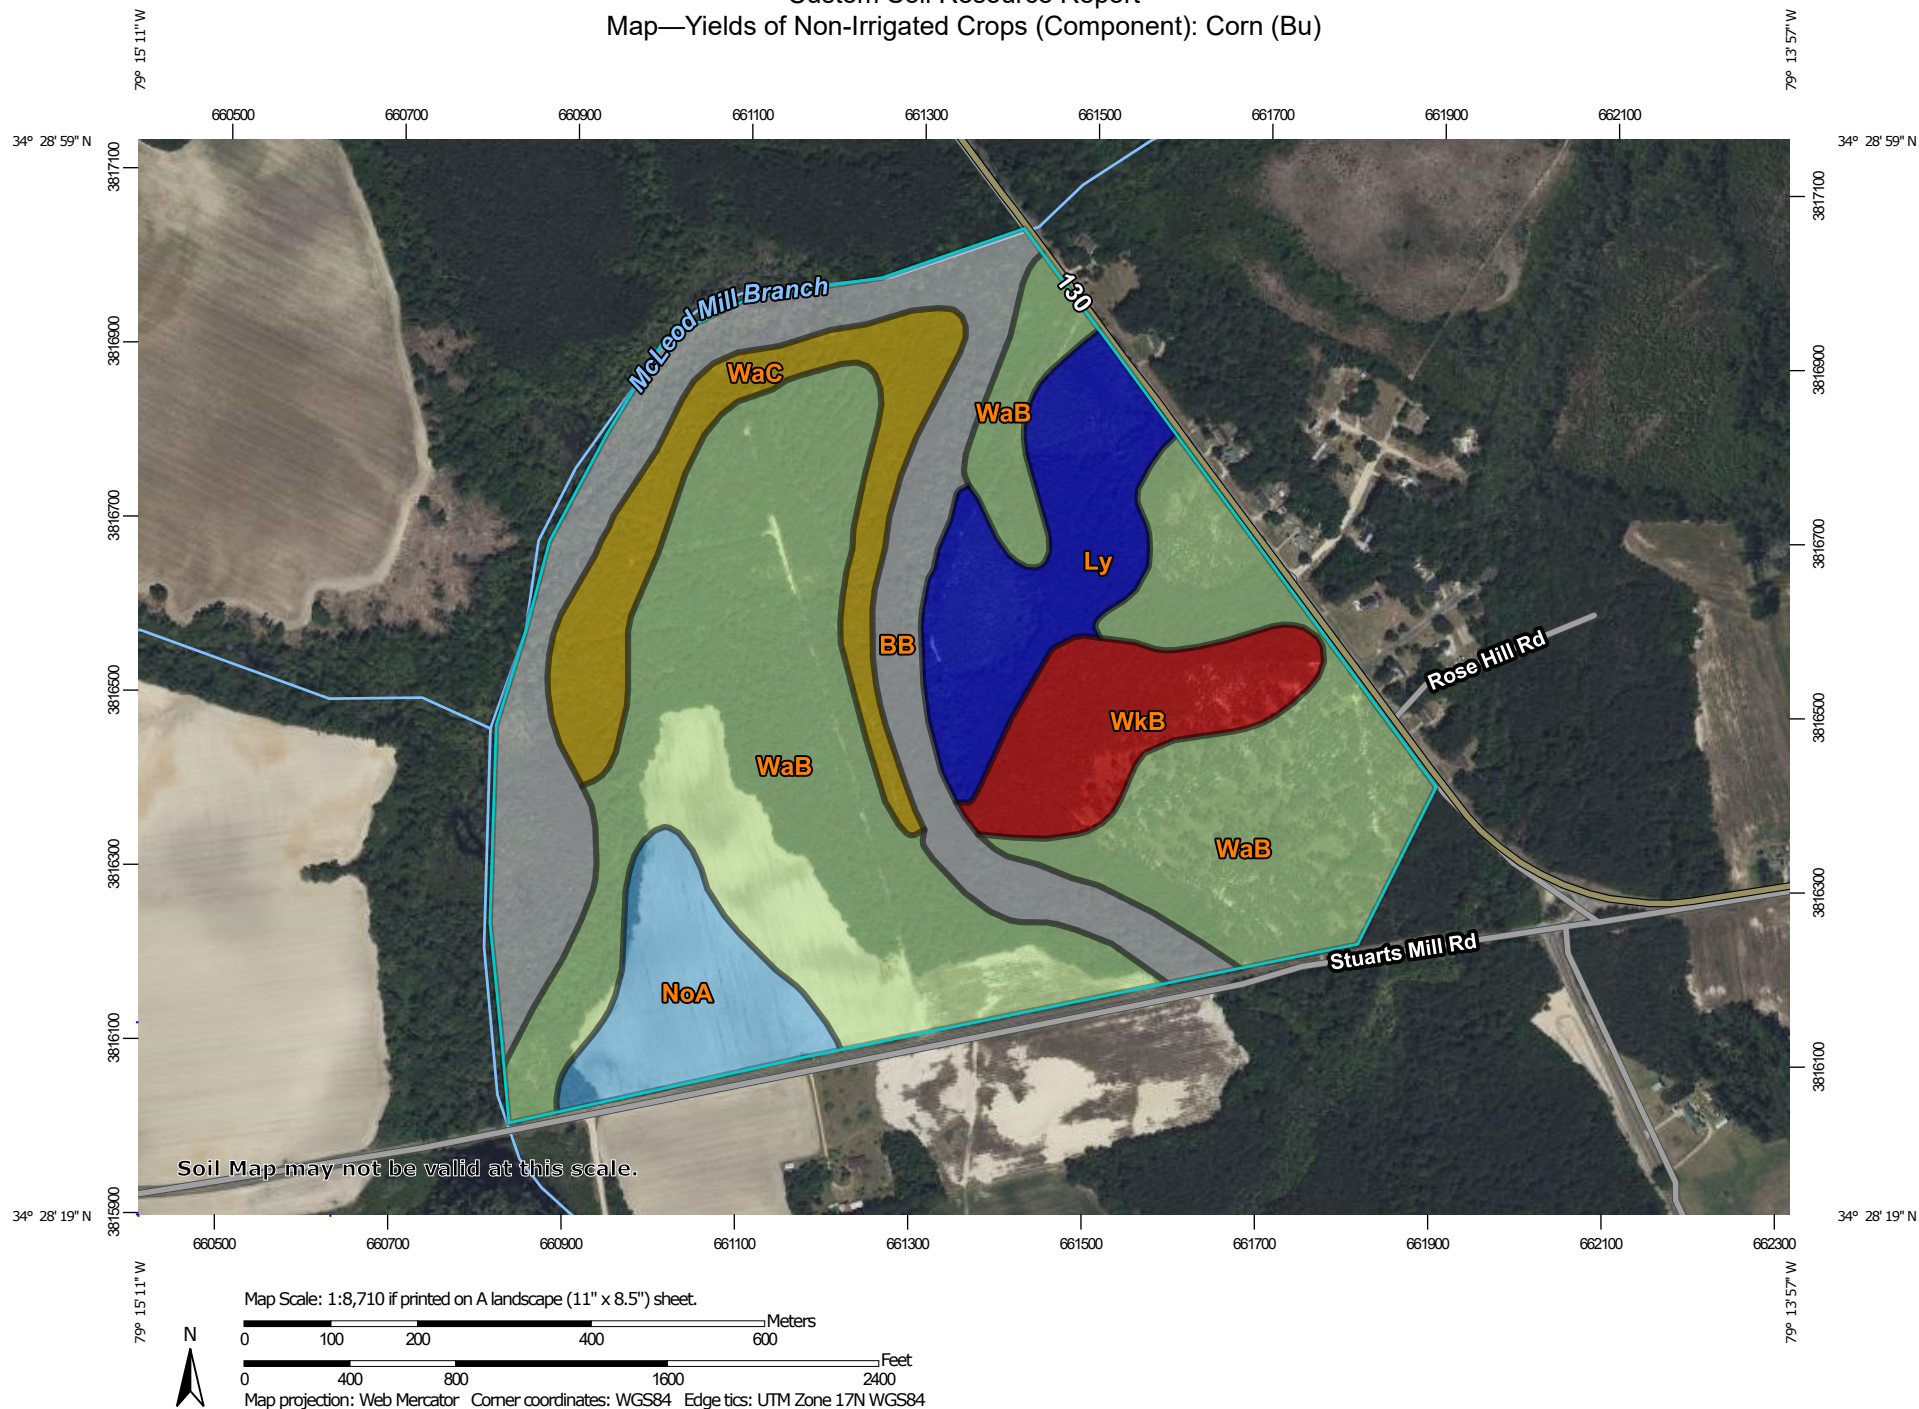 Custom Soil Resource Report
Map—Yields of Non-Irrigated Crops (Component): Corn (Bu)
79° 15' 11" W
79° 13' 57" W
660500 660700 660900 661100 661300 661500 661700 661900 662100
34° 28' 59" N
34° 28' 59" N
3817100
3817100
130
McLeod Mill Branch
3816900
3816900
WaC
WaB
3816700
3816700
Ly
BB
Rose Hill Rd
3816500
3816500
WkB
WaB
WaB
3816300
3816300
Stuarts Mill Rd
NoA
3816100
3816100
Soil Map may not be valid at this scale.
3815900
34° 28' 19" N
34° 28' 19" N
660500 660700 660900 661100 661300 661500 661700 661900 662100 662300
79° 15' 11" W
79° 13' 57" W
Map Scale: 1:8,710 if printed on A landscape (11" x 8.5") sheet.
Meters
0 100 200 400 600
N
Feet
0 400 800 1600 2400
Map projection: Web Mercator Corner coordinates: WGS84 Edge tics: UTM Zone 17N WGS84